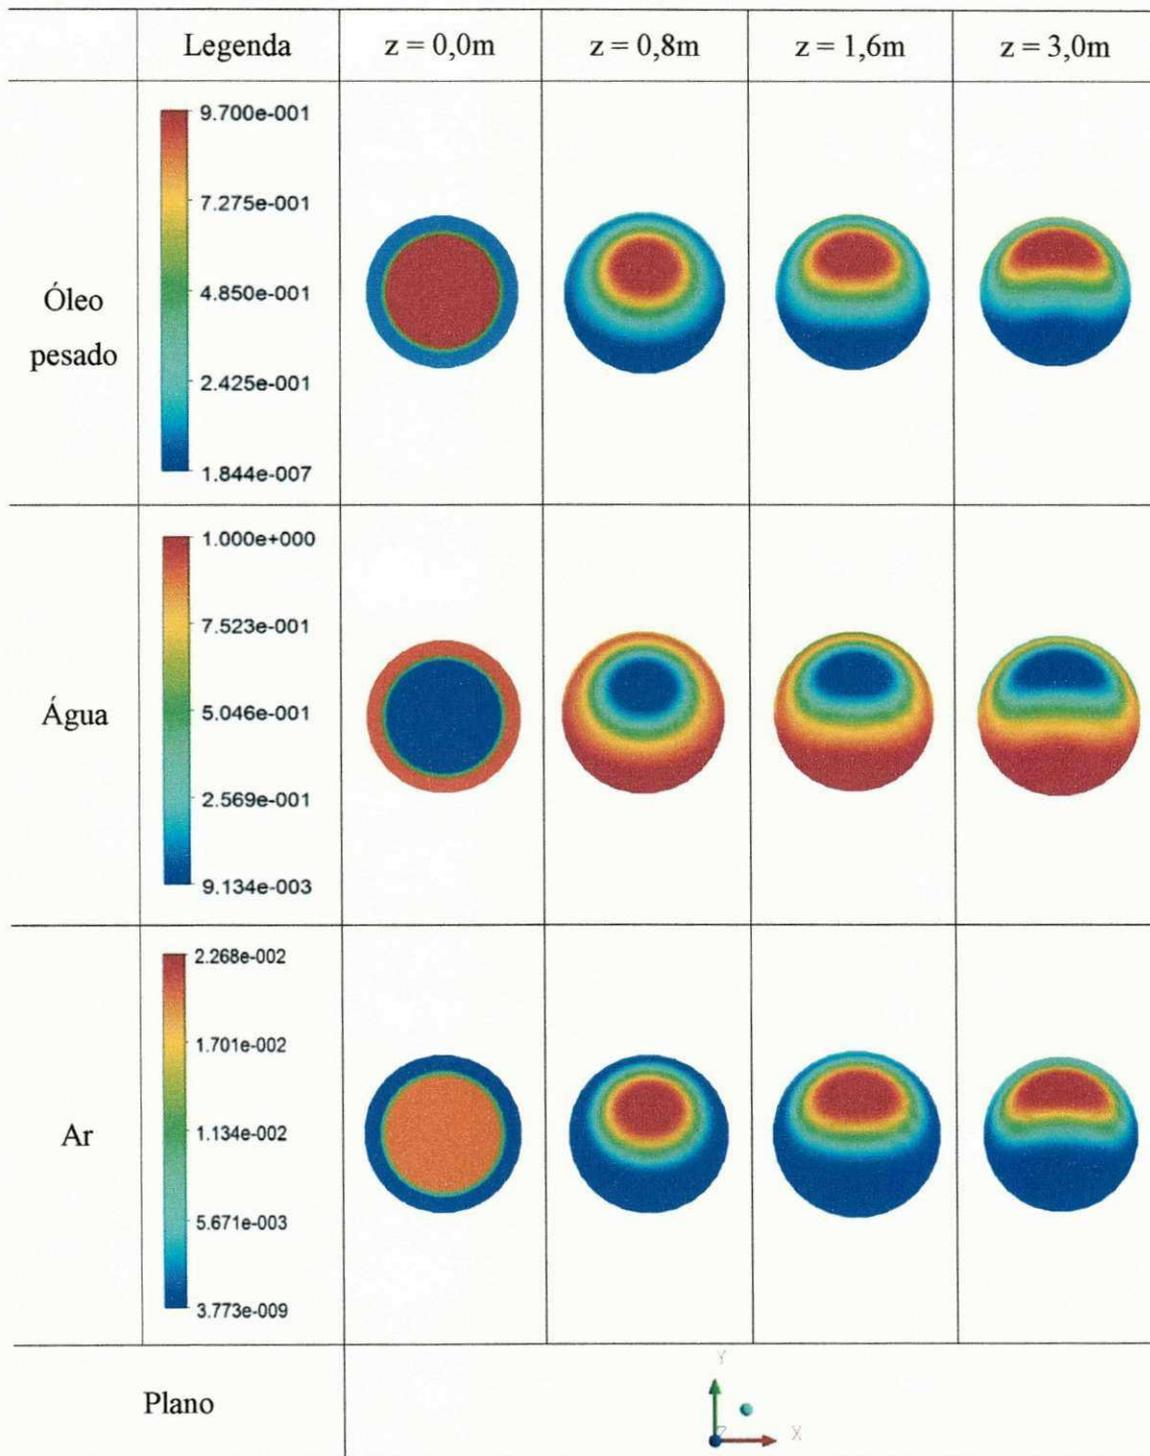 Legenda z = 0,0m z = 0,8m z = 1,6m z = 3,0m
Óleo
pesado
9.700e-001
7.275e-001
4.850e-001
2.425e-001
1.844e-007
Água
1.000e+000
7.523e-001
5.046e-001
2.569e-001
9.134e-003
Ar
2.268e-002
1.701e-002
1.134e-002
5.671e-003
3.773e-009
Plano
Y
Z
X